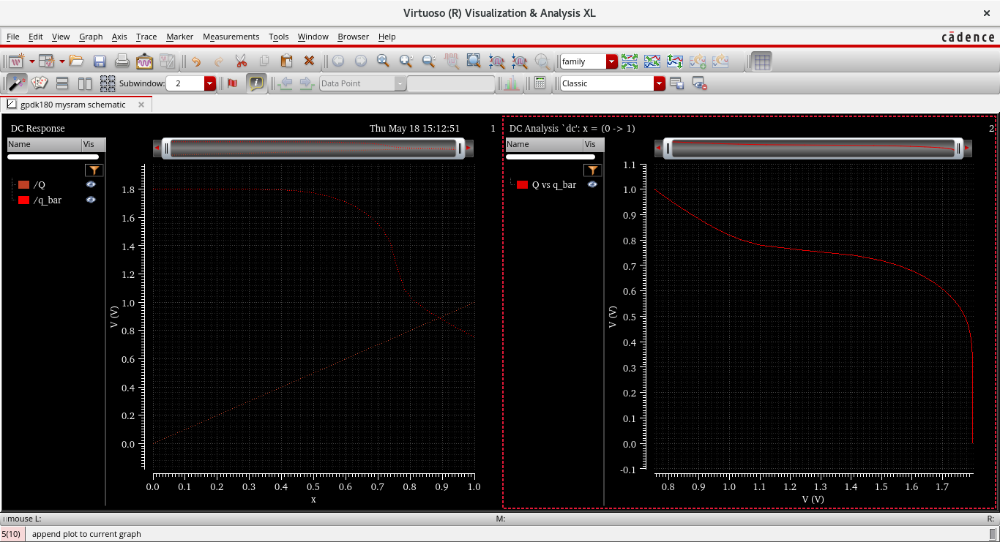 Virtuoso (R) Visualization & Analysis XL
File Edit View Graph Axis Trace Marker Measurements Tools Window Browser Help
cādence
family
Subwindow: 2 Data Point Classic
gpdk180 mysram schematic
DC Response Thu May 18 15:12:51 1
Name Vis
/Q
/q_bar
1.8
1.6
1.4
1.2
1.0
0.8
0.6
0.4
0.2
0.0
V (V)
0.0 0.1 0.2 0.3 0.4 0.5 0.6 0.7 0.8 0.9 1.0
x
DC Analysis `dc': x = (0 -> 1) 2
Name Vis
Q vs q_bar
1.1
1.0
0.9
0.8
0.7
0.6
0.5
0.4
0.3
0.2
0.1
0.0
-0.1
V (V)
0.8 0.9 1.0 1.1 1.2 1.3 1.4 1.5 1.6 1.7
V (V)
mouse L: M: R:
5(10) append plot to current graph